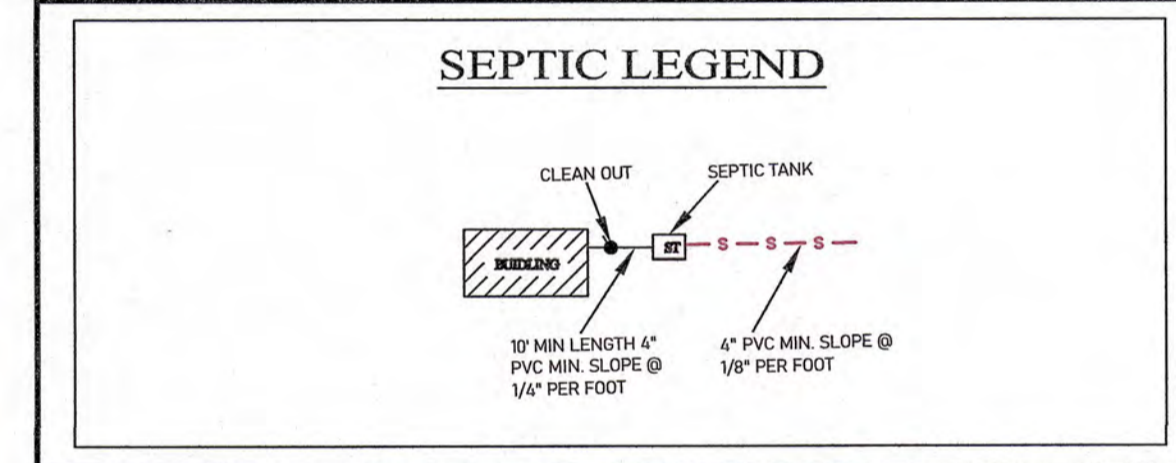 SEPTIC LEGEND
CLEAN OUT
SEPTIC TANK
BUIDLING
ST
S S S
10' MIN LENGTH 4"
PVC MIN. SLOPE @
1/4" PER FOOT
4" PVC MIN. SLOPE @
1/8" PER FOOT